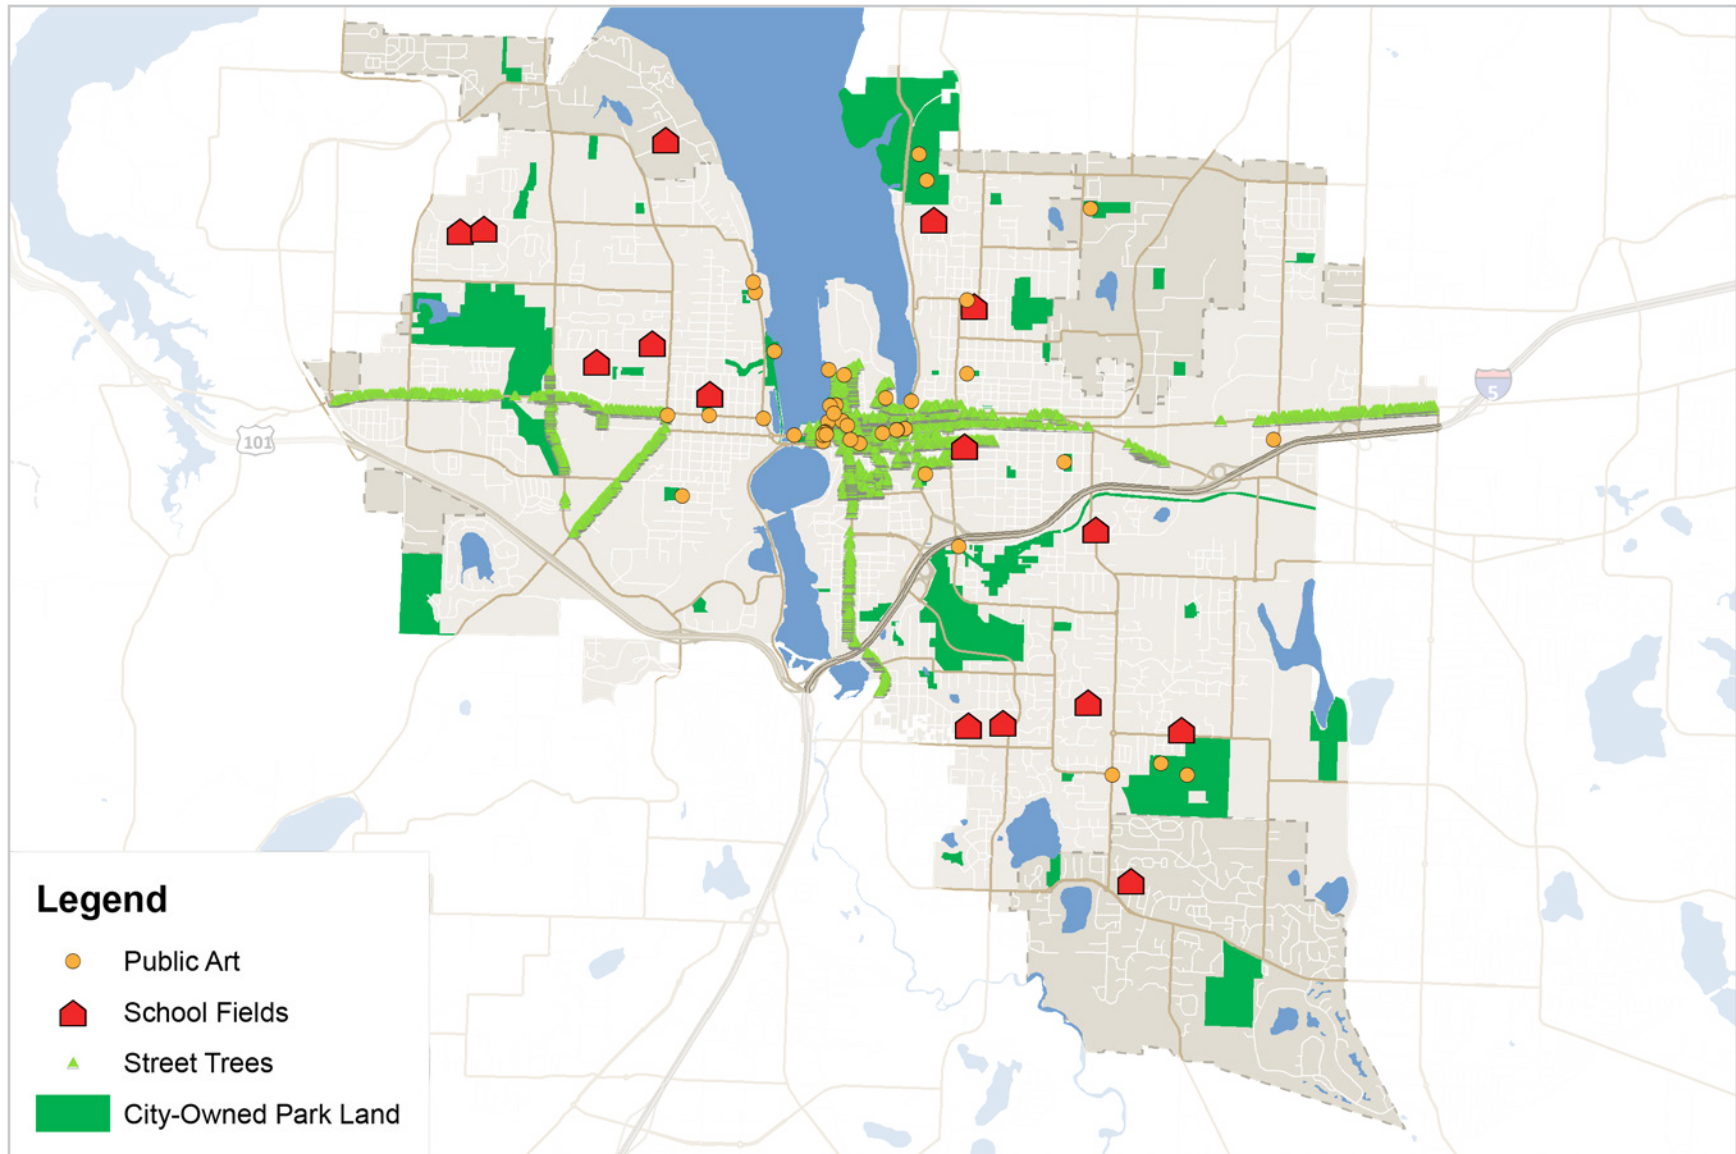 101
5
Legend
Public Art
School Fields
Street Trees
City-Owned Park Land